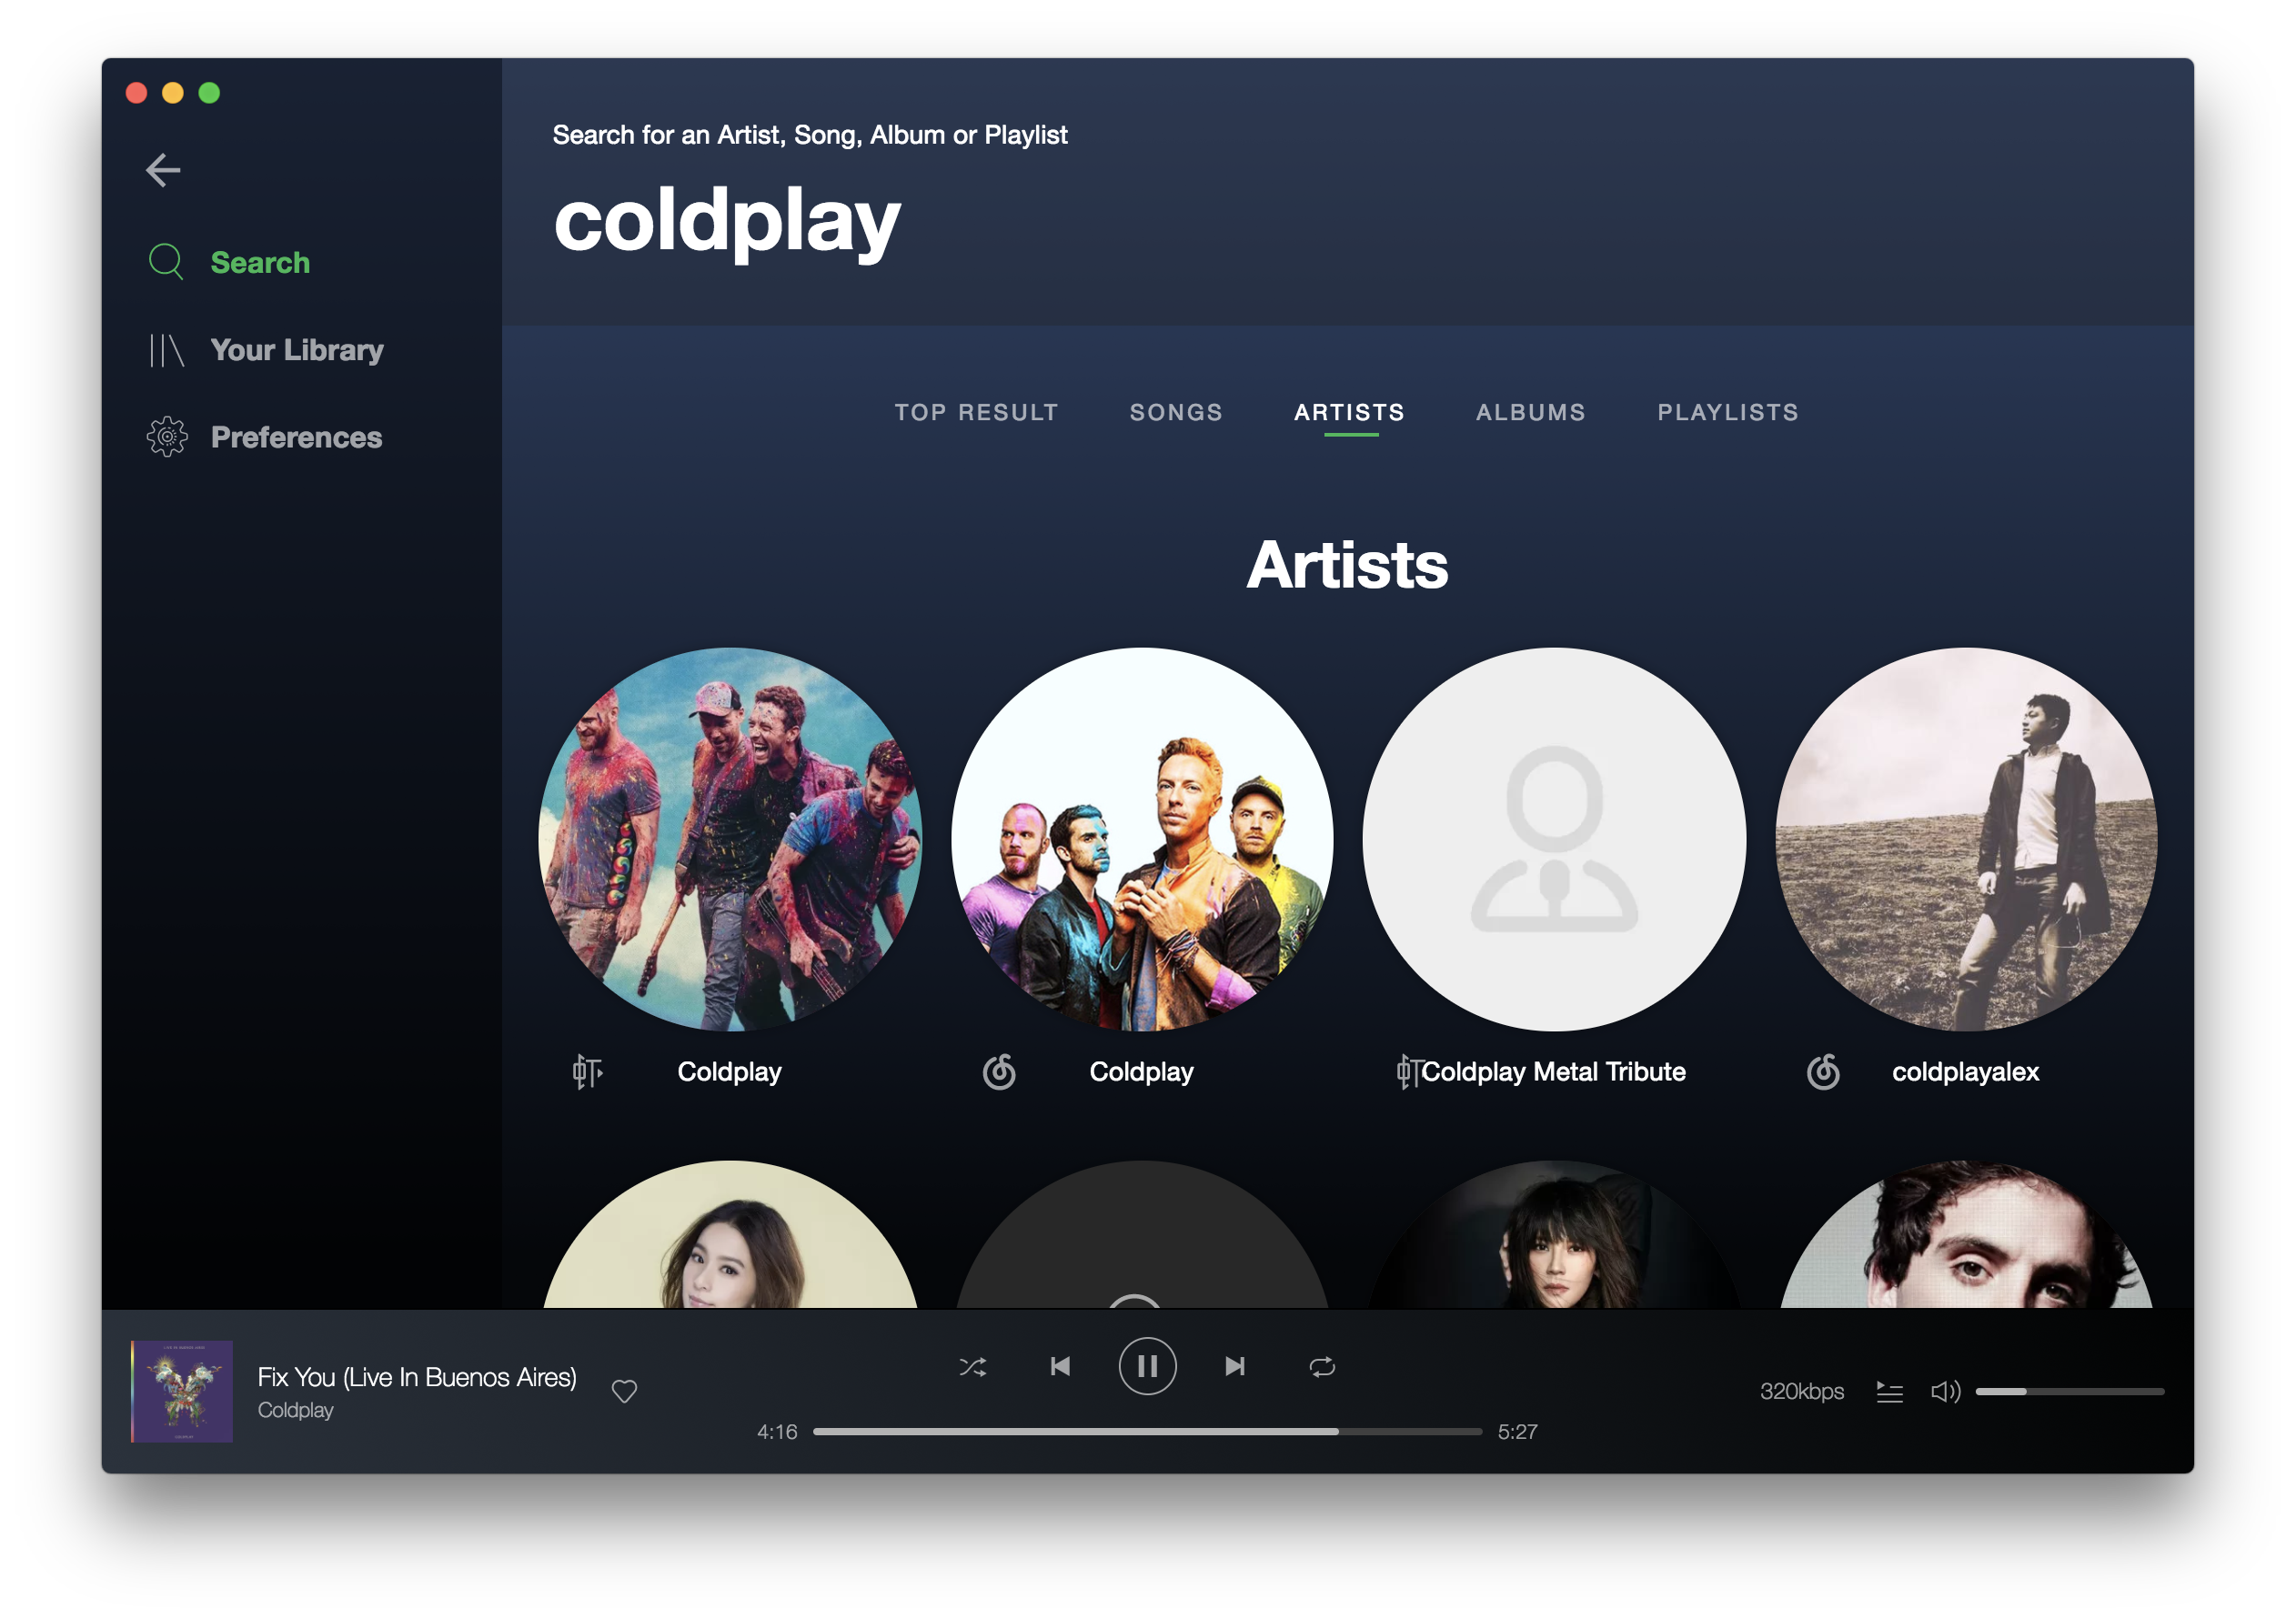 Search for an Artist, Song, Album or Playlist
coldplay
Search
Your Library
Preferences
TOP RESULT
SONGS
ARTISTS
ALBUMS
PLAYLISTS
Artists
Coldplay
Coldplay
Coldplay Metal Tribute
coldplayalex
Fix You (Live In Buenos Aires)
Coldplay
4:16
5:27
320kbps